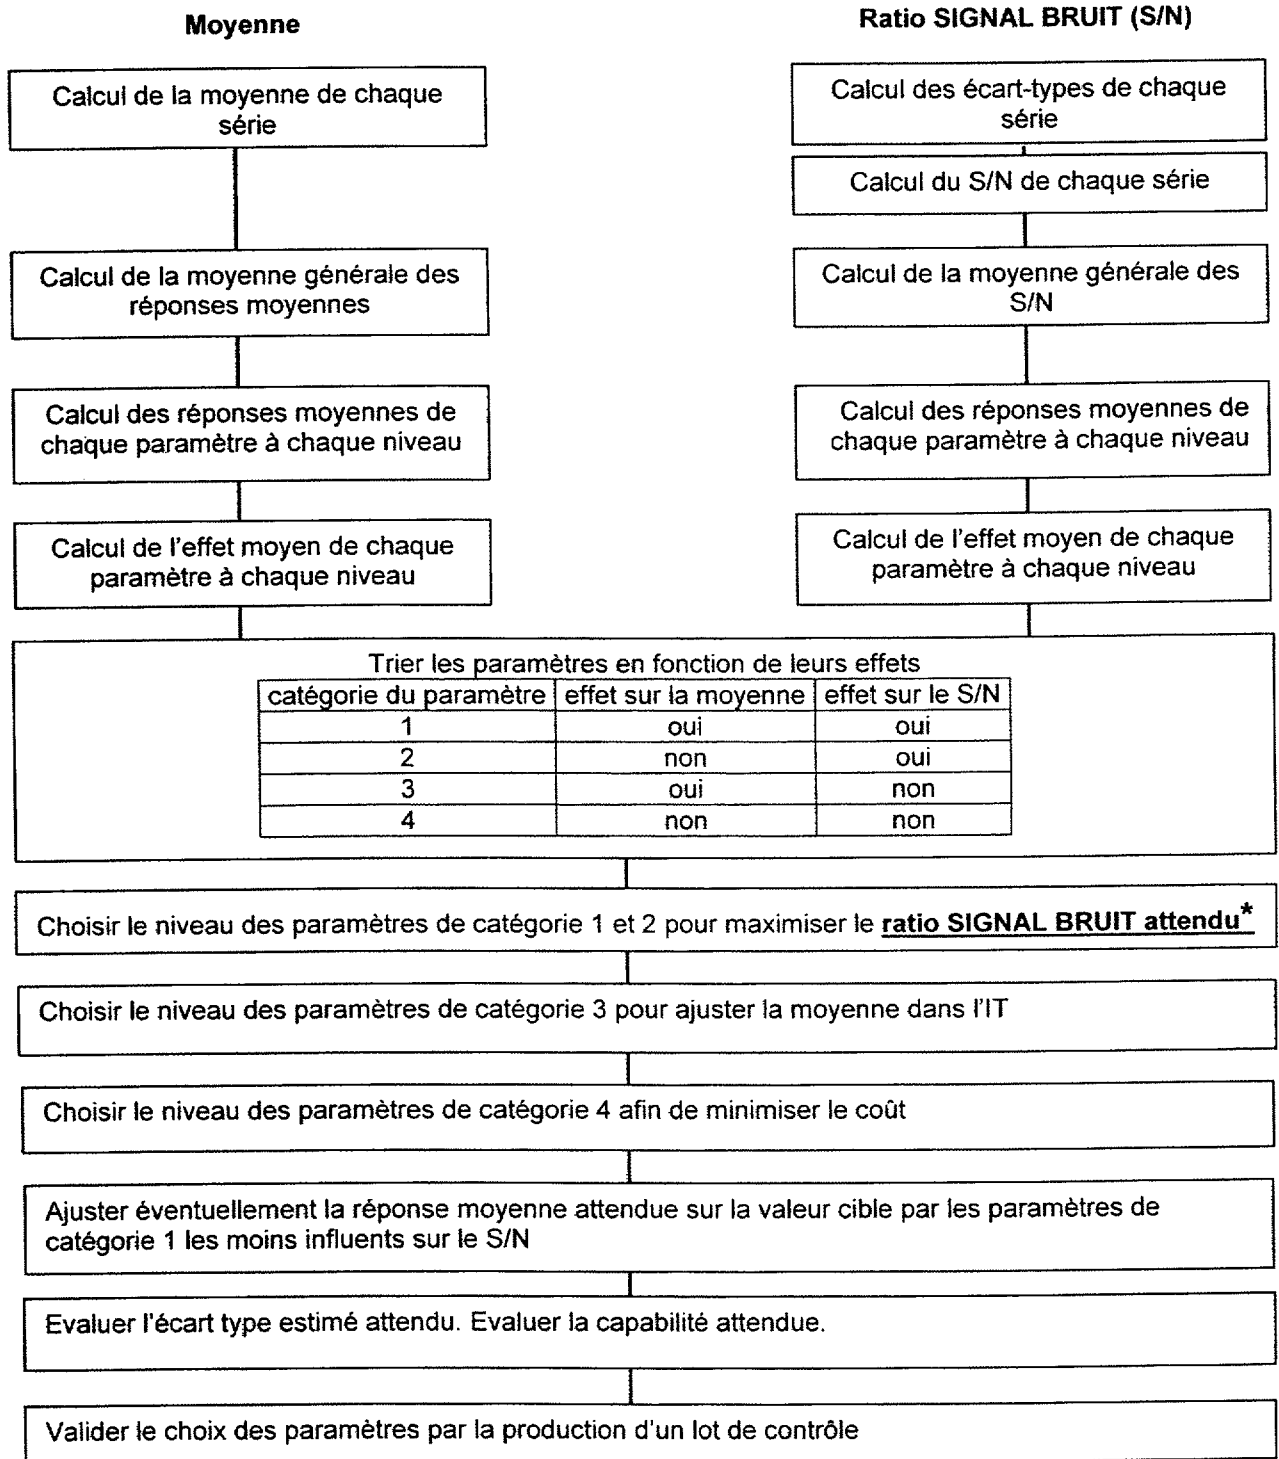 Moyenne
Ratio SIGNAL BRUIT (S/N)
Calcul de la moyenne de chaque
série
Calcul des écart-types de chaque
série
Calcul du S/N de chaque série
Calcul de la moyenne générale des
réponses moyennes
Calcul de la moyenne générale des
S/N
Calcul des réponses moyennes de
chaque paramètre à chaque niveau
Calcul des réponses moyennes de
chaque paramètre à chaque niveau
Calcul de l'effet moyen de chaque
paramètre à chaque niveau
Calcul de l'effet moyen de chaque
paramètre à chaque niveau
Trier les paramètres en fonction de leurs effets
catégorie du paramètre effet sur la moyenne effet sur le S/N
1 oui oui
2 non oui
3 oui non
4 non non
Choisir le niveau des paramètres de catégorie 1 et 2 pour maximiser le ratio SIGNAL BRUIT attendu*
Choisir le niveau des paramètres de catégorie 3 pour ajuster la moyenne dans l'IT
Choisir le niveau des paramètres de catégorie 4 afin de minimiser le coût
Ajuster éventuellement la réponse moyenne attendue sur la valeur cible par les paramètres de
catégorie 1 les moins influents sur le S/N
Evaluer l'écart type estimé attendu. Evaluer la capabilité attendue.
Valider le choix des paramètres par la production d'un lot de contrôle